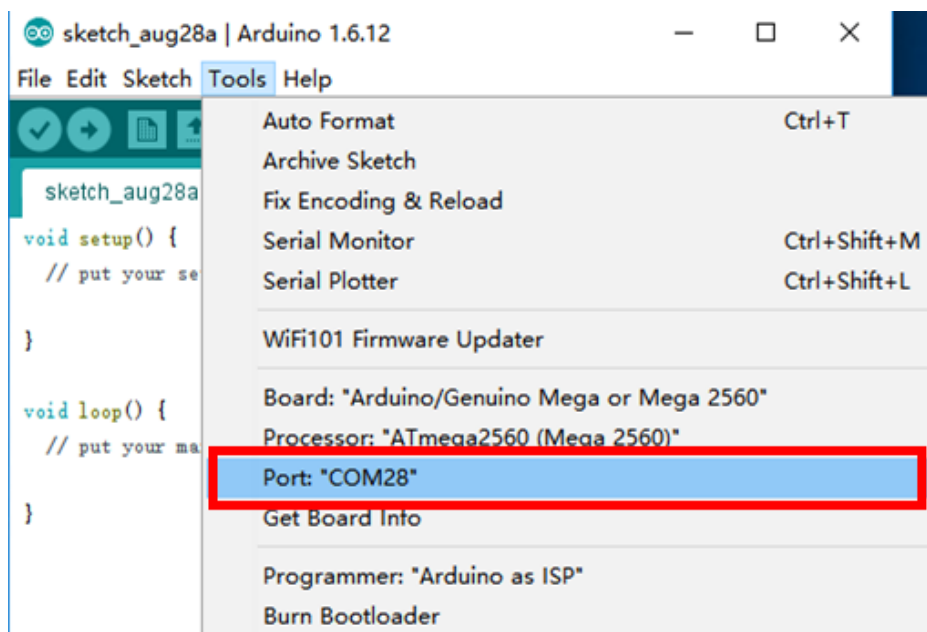 sketch_aug28a | Arduino 1.6.12
File Edit Sketch Tools Help
sketch_aug28a
void setup() {
// put your se
}
void loop() {
// put your ma
}
Auto Format Ctrl+T
Archive Sketch
Fix Encoding & Reload
Serial Monitor Ctrl+Shift+M
Serial Plotter Ctrl+Shift+L
WiFi101 Firmware Updater
Board: "Arduino/Genuino Mega or Mega 2560"
Processor: "ATmega2560 (Mega 2560)"
Port: "COM28"
Get Board Info
Programmer: "Arduino as ISP"
Burn Bootloader